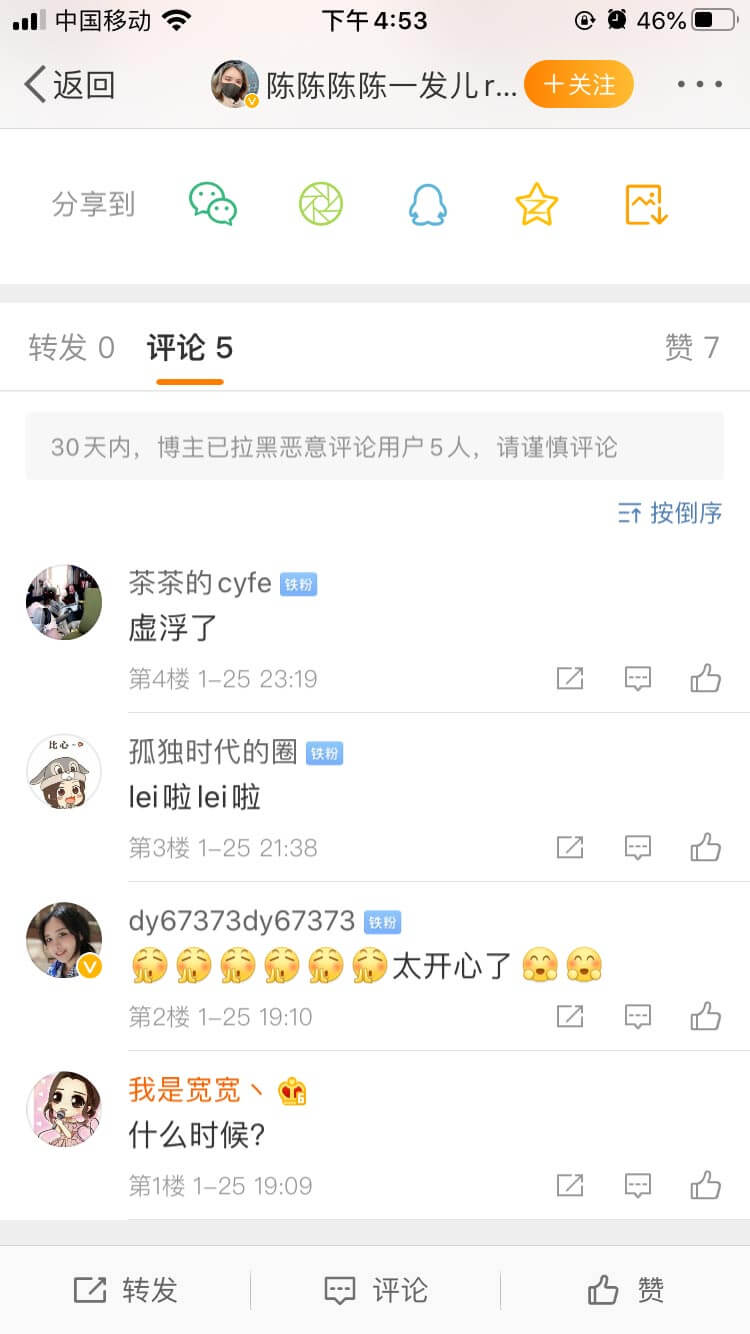 中国移动 下午4:53 46%
返回 陈陈陈陈一发儿r... +关注
分享到
转发 0 评论 5 赞 7
30天内，博主已拉黑恶意评论用户5人，请谨慎评论
按倒序
茶茶的cyfe 铁粉
虚浮了
第4楼 1-25 23:19
比心~
孤独时代的圈 铁粉
lei啦lei啦
第3楼 1-25 21:38
dy67373dy67373 铁粉
🫣🫣🫣🫣🫣🫣太开心了🤗🤗
第2楼 1-25 19:10
我是宽宽丶 6
什么时候?
第1楼 1-25 19:09
转发 评论 赞